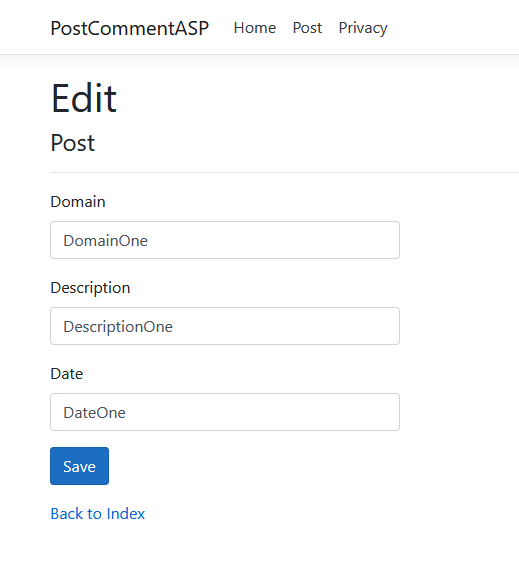 PostCommentASP Home Post Privacy
Edit
Post
Domain
DomainOne
Description
DescriptionOne
Date
DateOne
Save
Back to Index